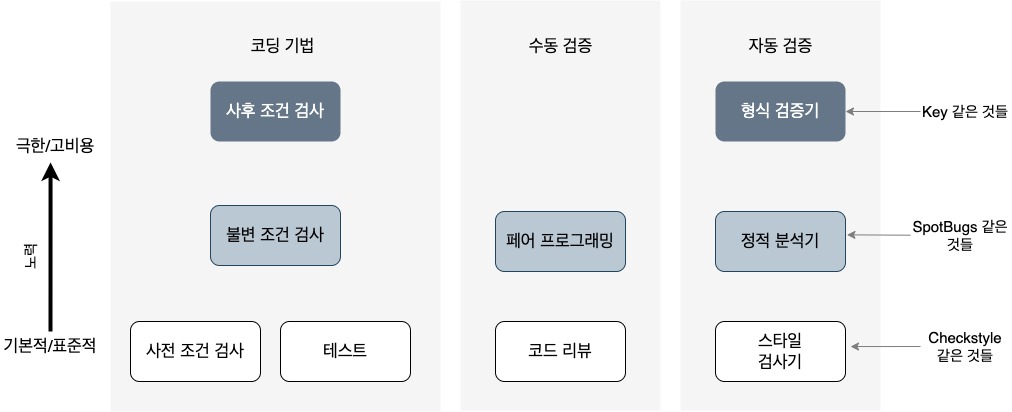 코딩 기법
수동 검증
자동 검증
사후 조건 검사
형식 검증기
Key 같은 것들
극한/고비용
불변 조건 검사
페어 프로그래밍
정적 분석기
SpotBugs 같은
것들
노력
기본적/표준적
사전 조건 검사
테스트
코드 리뷰
스타일
검사기
Checkstyle
같은 것들